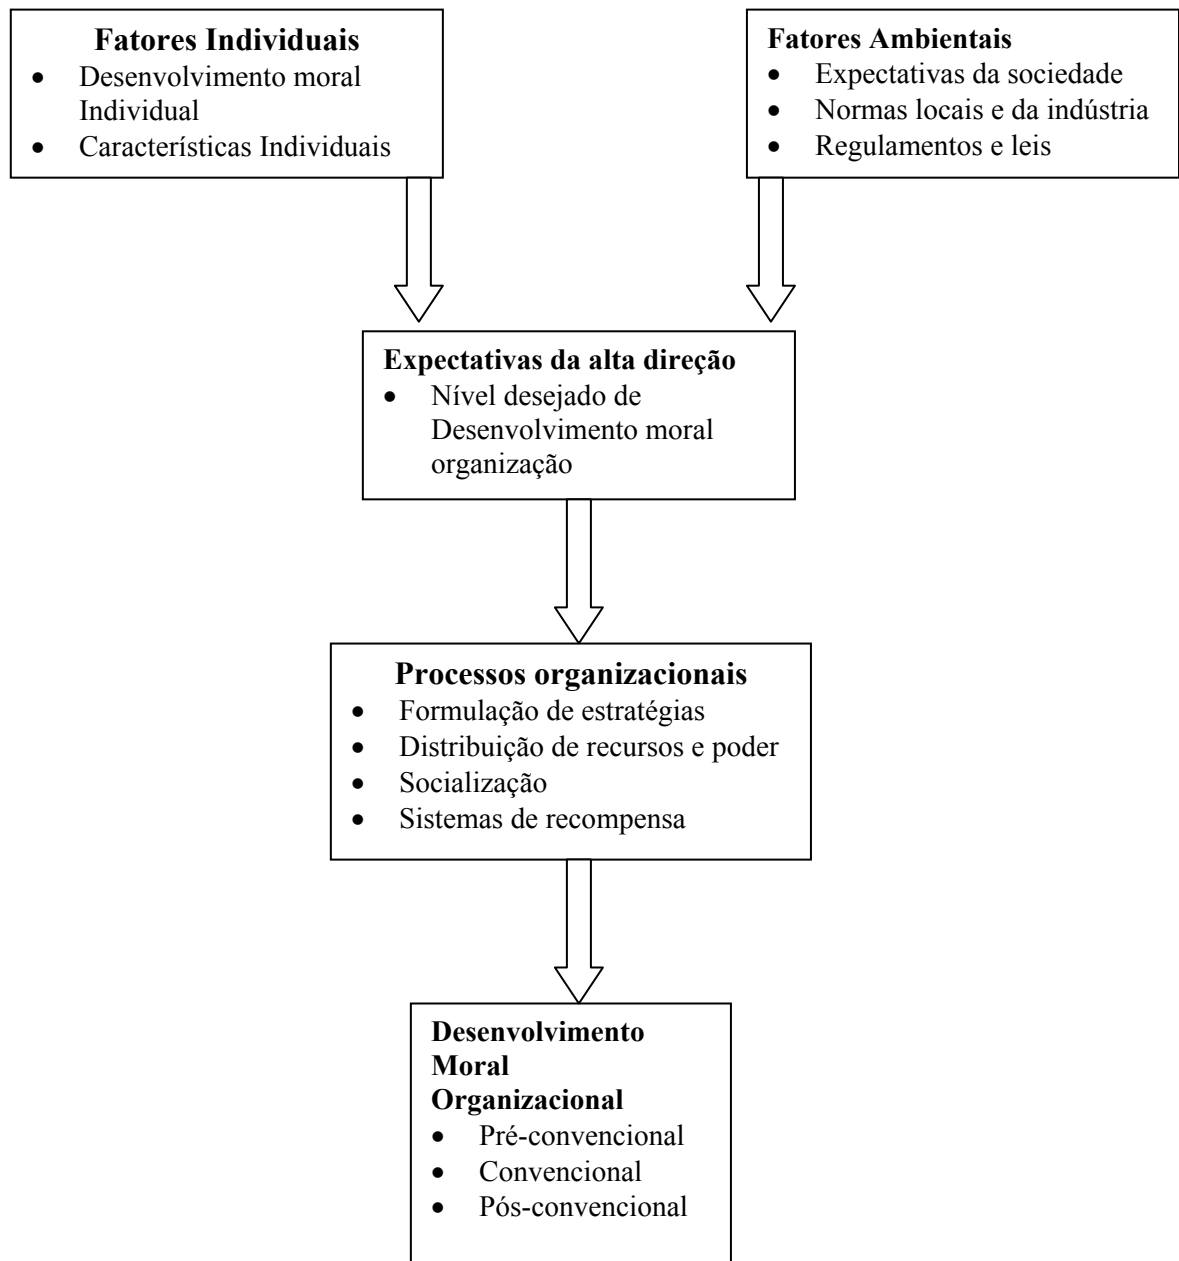 Fatores Individuais
• Desenvolvimento moral
Individual
• Características Individuais
Fatores Ambientais
• Expectativas da sociedade
• Normas locais e da indústria
• Regulamentos e leis
Expectativas da alta direção
• Nível desejado de
Desenvolvimento moral
organização
Processos organizacionais
• Formulação de estratégias
• Distribuição de recursos e poder
• Socialização
• Sistemas de recompensa
Desenvolvimento
Moral
Organizacional
• Pré-convencional
• Convencional
• Pós-convencional